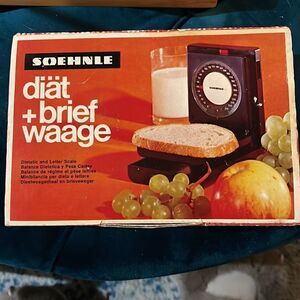 SOEHNLE
diät
+brief
waage
Dietetic and Letter Scale
Balanza Dietetica y Pesa Cartas
Balance de régime et pèse lettres
Minibilancia per dieta e lettere
Dieetweegschaal en brievenweger
SOEHNLE